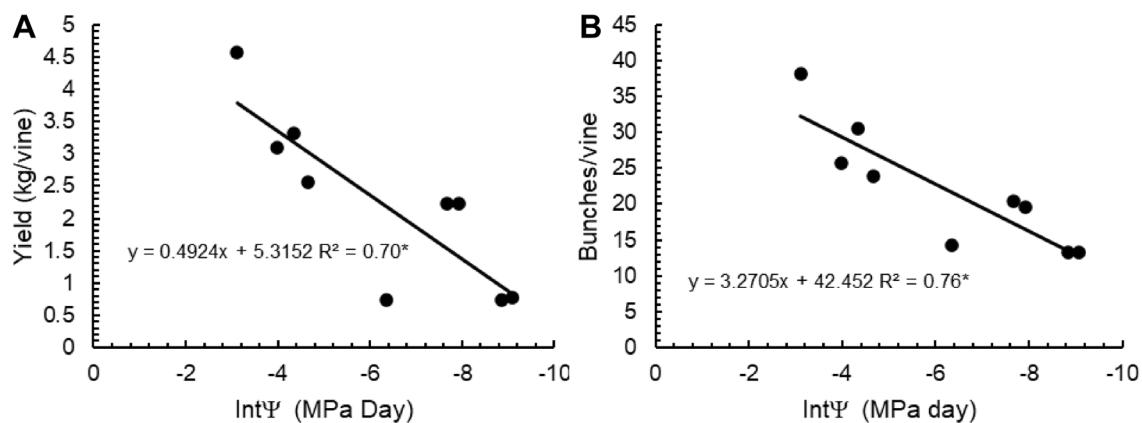 A
Yield (kg/vine)
5
4.5
4
3.5
3
2.5
2
1.5
1
0.5
0
y = 0.4924x + 5.3152 R² = 0.70*
0 -4 -6 -8 -10
IntΨ (MPa Day)
B
Bunches/vine
45
40
35
30
25
20
15
10
0
y = 3.2705x + 42.452 R² = 0.76*
0 -4 -6 -8 -10
IntΨ (MPa day)